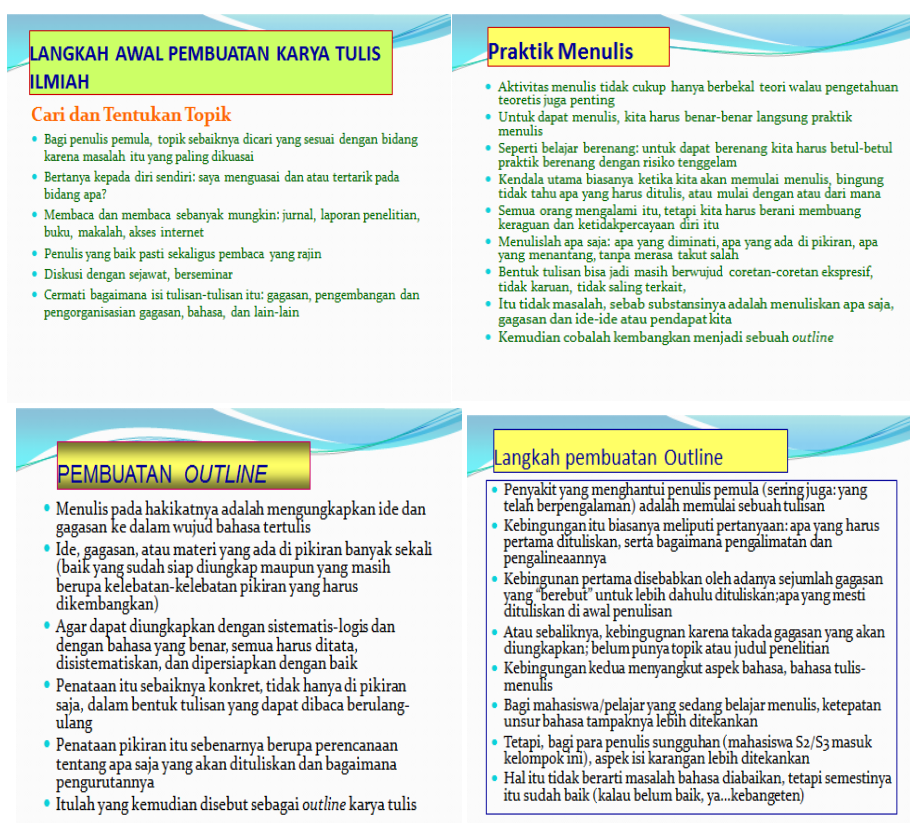 LANGKAH AWAL PEMBUATAN KARYA TULIS
ILMIAH
Cari dan Tentukan Topik
• Bagi penulis pemula, topik sebaiknya dicari yang sesuai dengan bidang
karena masalah itu yang paling dikuasai
• Bertanya kepada diri sendiri: saya menguasai dan atau tertarik pada
bidang apa?
• Membaca dan membaca sebanyak mungkin: jurnal, laporan penelitian,
buku, makalah, akses internet
• Penulis yang baik pasti sekaligus pembaca yang rajin
• Diskusi dengan sejawat, berseminar
• Cermati bagaimana isi tulisan-tulisan itu: gagasan, pengembangan dan
pengorganisasian gagasan, bahasa, dan lain-lain
Praktik Menulis
• Aktivitas menulis tidak cukup hanya berbekal teori walau pengetahuan
teoretis juga penting
• Untuk dapat menulis, kita harus benar-benar langsung praktik
menulis
• Seperti belajar berenang: untuk dapat berenang kita harus betul-betul
praktik berenang dengan risiko tenggelam
• Kendala utama biasanya ketika kita akan memulai menulis, bingung
tidak tahu apa yang harus ditulis, atau mulai dengan atau dari mana
• Semua orang mengalami itu, tetapi kita harus berani membuang
keraguan dan ketidakpercayaan diri itu
• Menulislah apa saja: apa yang diminati, apa yang ada di pikiran, apa
yang menantang, tanpa merasa takut salah
• Bentuk tulisan bisa jadi masih berwujud coretan-coretan ekspresif,
tidak karuan, tidak saling terkait,
• Itu tidak masalah, sebab substansinya adalah menuliskan apa saja,
gagasan dan ide-ide atau pendapat kita
• Kemudian cobalah kembangkan menjadi sebuah outline
PEMBUATAN OUTLINE
• Menulis pada hakikatnya adalah mengungkapkan ide dan
gagasan ke dalam wujud bahasa tertulis
• Ide, gagasan, atau materi yang ada di pikiran banyak sekali
(baik yang sudah siap diungkap maupun yang masih
berupa kelebatan-kelebatan pikiran yang harus
dikembangkan)
• Agar dapat diungkapkan dengan sistematis-logis dan
dengan bahasa yang benar, semua harus ditata,
disistematiskan, dan dipersiapkan dengan baik
• Penataan itu sebaiknya konkret, tidak hanya di pikiran
saja, dalam bentuk tulisan yang dapat dibaca berulang-
ulang
• Penataan pikiran itu sebenarnya berupa perencanaan
tentang apa saja yang akan dituliskan dan bagaimana
pengurutannya
• Itulah yang kemudian disebut sebagai outline karya tulis
Langkah pembuatan Outline
• Penyakit yang menghantui penulis pemula (sering juga: yang
telah berpengalaman) adalah memulai sebuah tulisan
• Kebingungan itu biasanya meliputi pertanyaan: apa yang harus
pertama dituliskan, serta bagaimana pengalimatan dan
pengalineaannya
• Kebingunan pertama disebabkan oleh adanya sejumlah gagasan
yang “berebut” untuk lebih dahulu dituliskan;apa yang mesti
dituliskan di awal penulisan
• Atau sebaliknya, kebingugnan karena takada gagasan yang akan
diungkapkan; belum punya topik atau judul penelitian
• Kebingungan kedua menyangkut aspek bahasa, bahasa tulis-
menulis
• Bagi mahasiswa/pelajar yang sedang belajar menulis, ketepatan
unsur bahasa tampaknya lebih ditekankan
• Tetapi, bagi para penulis sungguhan (mahasiswa S2/S3 masuk
kelompok ini), aspek isi karangan lebih ditekankan
• Hal itu tidak berarti masalah bahasa diabaikan, tetapi semestinya
itu sudah baik (kalau belum baik, ya...kebangeten)